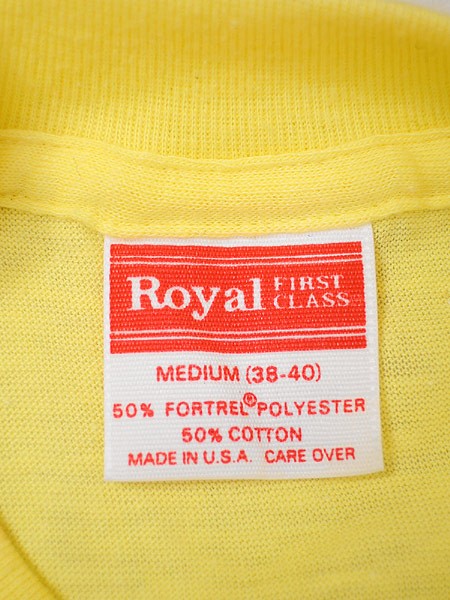 Royal FIRST CLASS
MEDIUM (38-40)
50% FORTREL® POLYESTER
50% COTTON
MADE IN U.S.A. CARE OVER